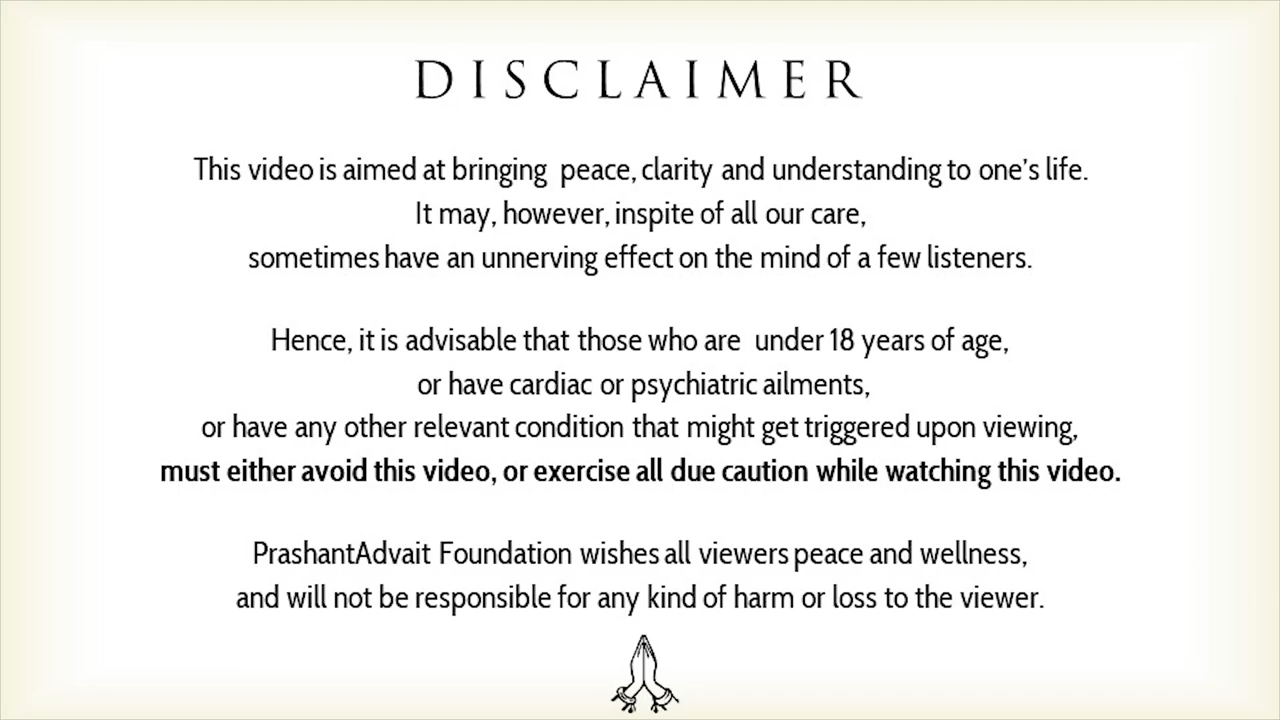 DISCLAIMER
This video is aimed at bringing peace, clarity and understanding to one's life.
It may, however, inspite of all our care,
sometimes have an unnerving effect on the mind of a few listeners.
Hence, it is advisable that those who are under 18 years of age,
or have cardiac or psychiatric ailments,
or have any other relevant condition that might get triggered upon viewing,
must either avoid this video, or exercise all due caution while watching this video.
PrashantAdvait Foundation wishes all viewers peace and wellness,
and will not be responsible for any kind of harm or loss to the viewer.